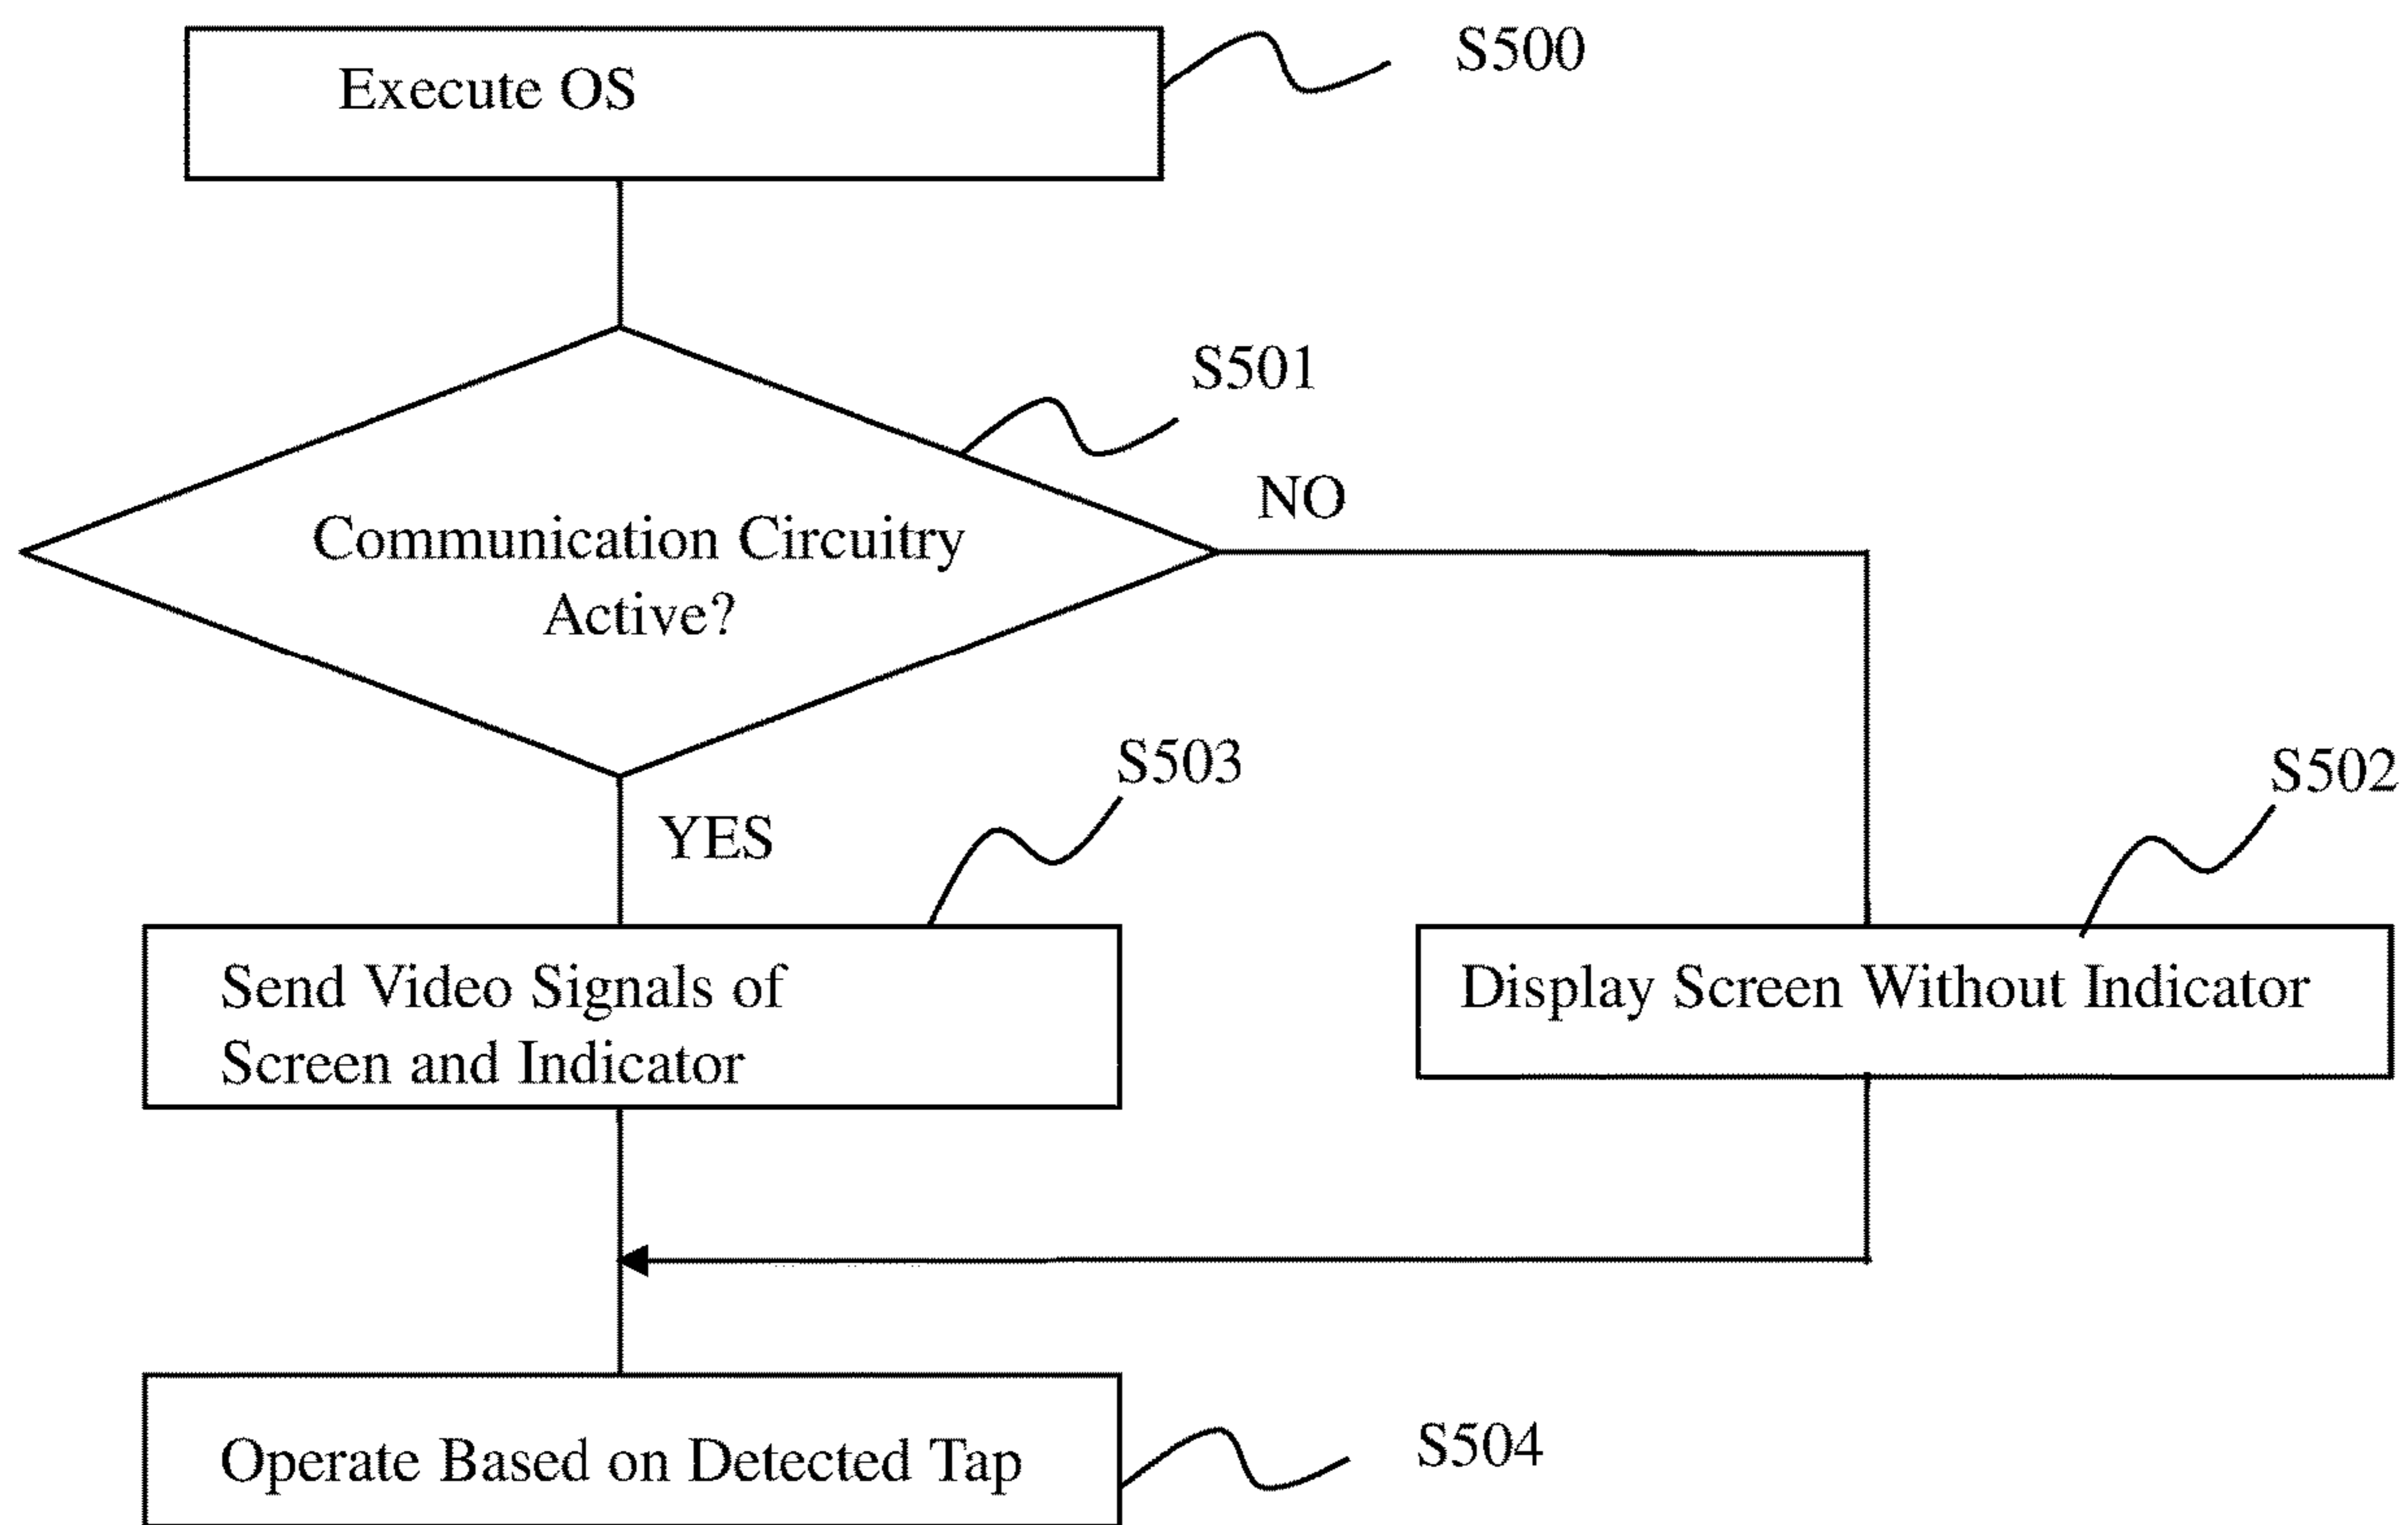 Execute OS
S500
S501
Communication Circuitry
Active?
NO
YES
S503
S502
Send Video Signals of
Screen and Indicator
Display Screen Without Indicator
Operate Based on Detected Tap
S504